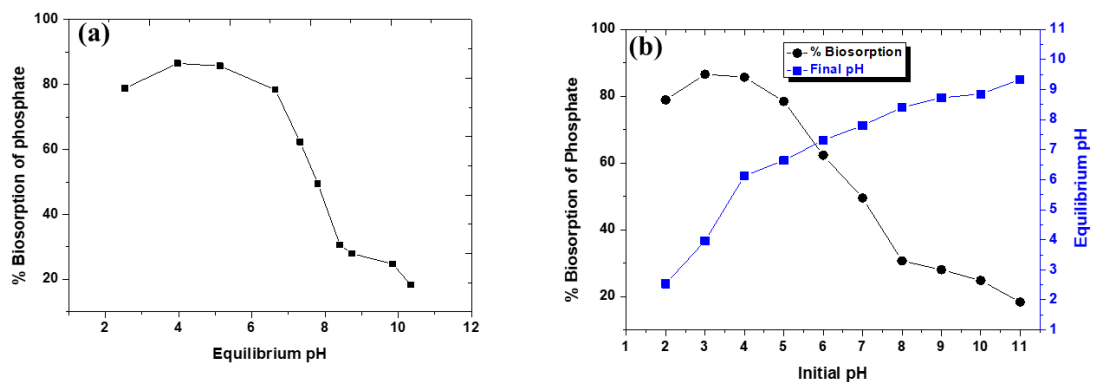 (a)
% Biosorption of phosphate
100
80
60
40
20
2 4 6 8 10 12
Equilibrium pH
(b)
% Biosorption
Final pH
% Biosorption of Phosphate
100
80
60
40
20
1 2 3 4 5 6 7 8 9 10 11
Initial pH
11
10
9
8
7
6
5
4
3
2
1
Equilibrium pH